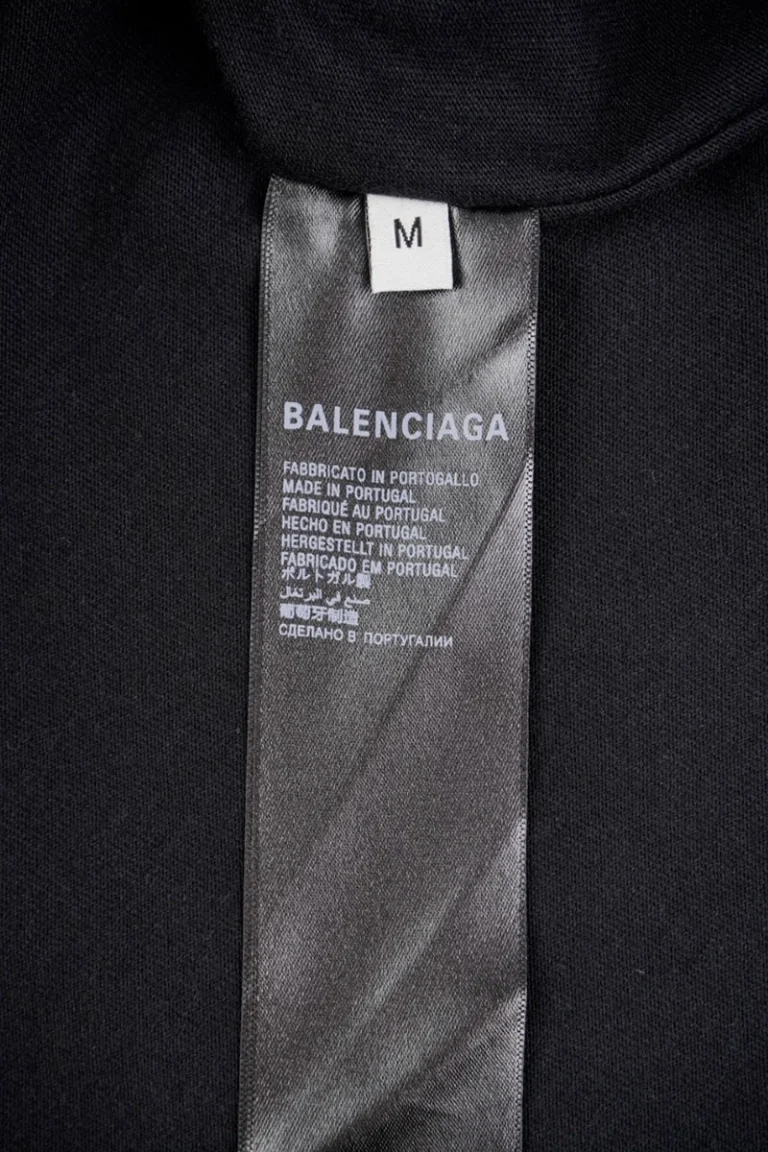 M
BALENCIAGA
FABBRICATO IN PORTOGALLO
MADE IN PORTUGAL
FABRIQUÉ AU PORTUGAL
HECHO EN PORTUGAL
HERGESTELLT IN PORTUGAL
FABRICADO EM PORTUGAL
ポルトガル製
صنع في البرتغال
葡萄牙制造
СДЕЛАНО В ПОРТУГАЛИИ